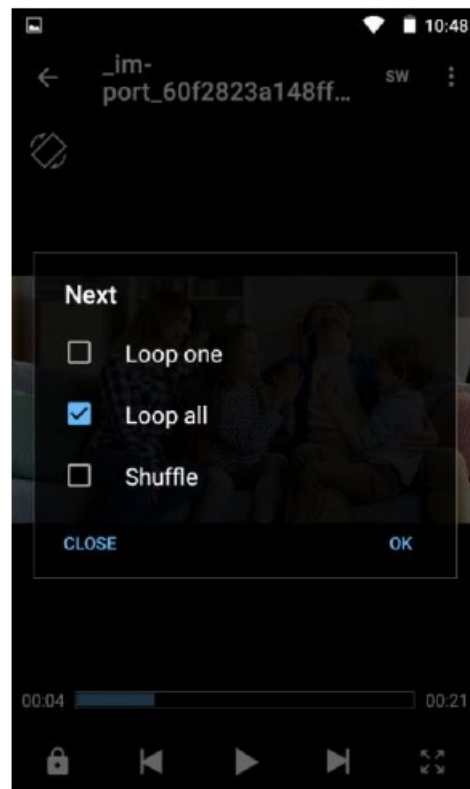 10:48
_im-
port_60f2823a148ff...
SW
Next
Loop one
Loop all
Shuffle
CLOSE OK
00:04 00:21